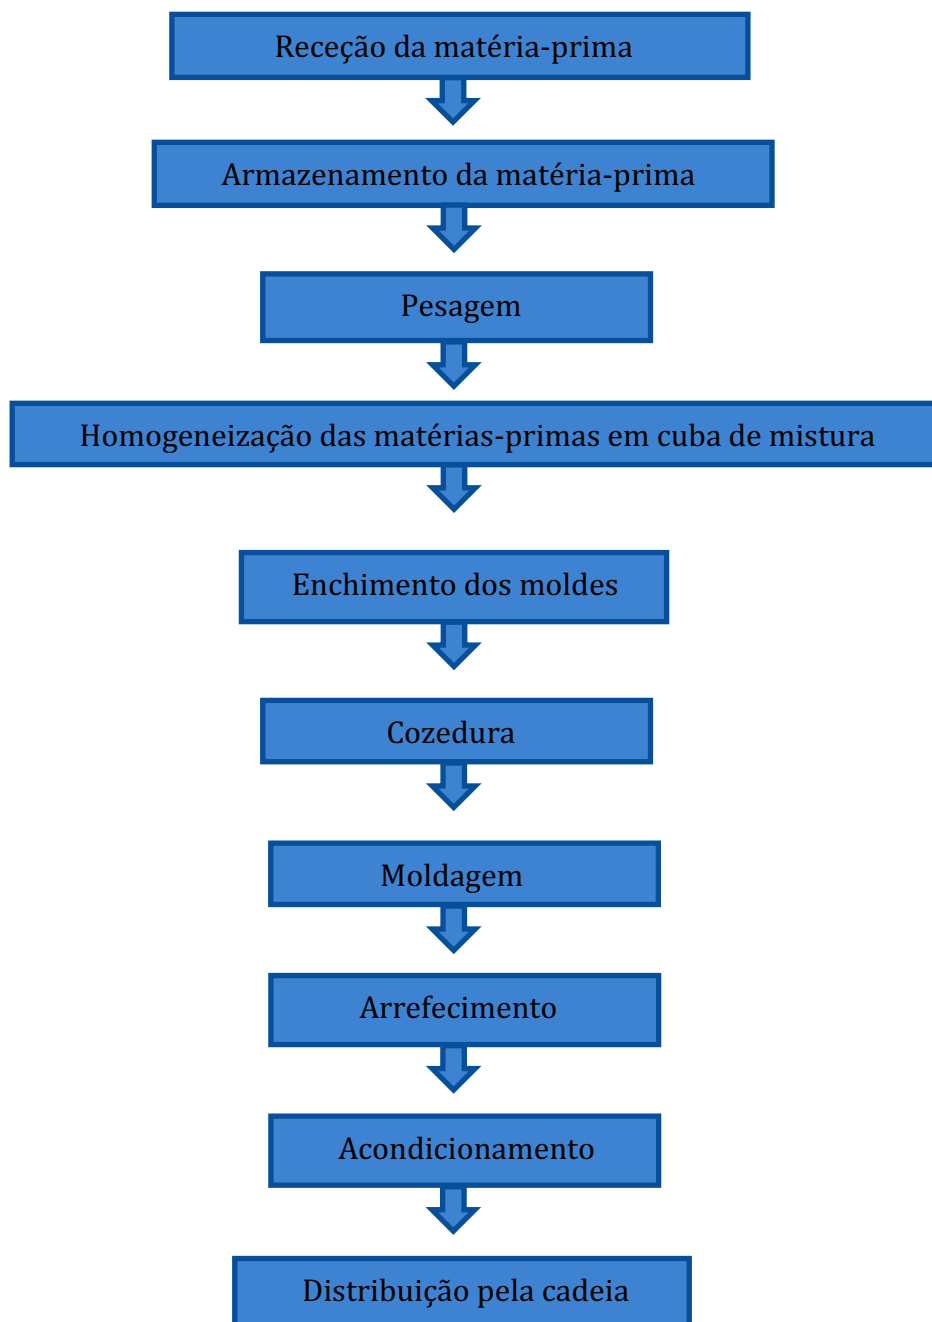 Receção da matéria-prima
Armazenamento da matéria-prima
Pesagem
Homogeneização das matérias-primas em cuba de mistura
Enchimento dos moldes
Cozedura
Moldagem
Arrefecimento
Acondicionamento
Distribuição pela cadeia